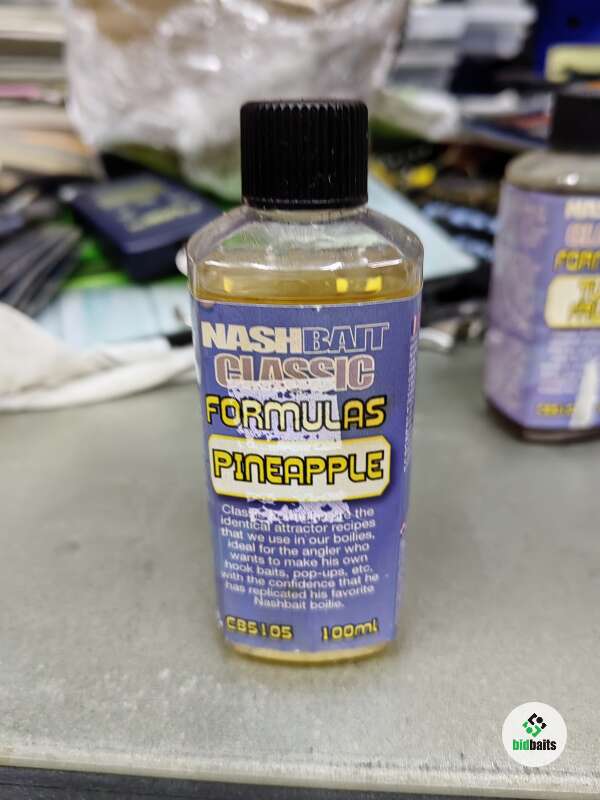 NASHBAIT
CLASSIC
FORMULAS
PINEAPPLE
the
identical attractor recipes
that we use in our boilies,
ideal for the angler who
wants to make his own
hook baits, pop-ups, etc,
with the confidence that he
has replicated his favorite
Nashbait boilie.
CB5105 100ml
bidbaits